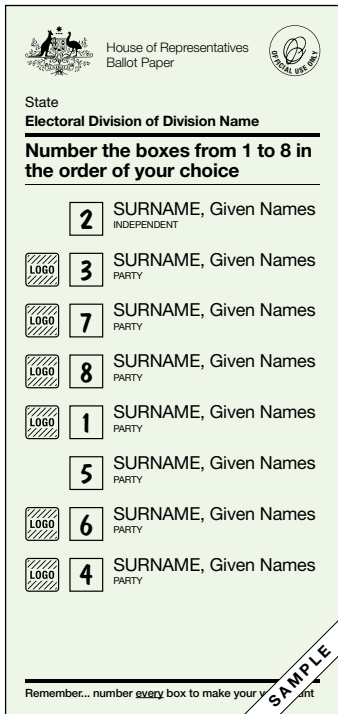 House of Representatives
Ballot Paper
OFFICIAL USE ONLY
State
Electoral Division of Division Name
Number the boxes from 1 to 8 in
the order of your choice
2 SURNAME, Given Names
INDEPENDENT
LOGO 3 SURNAME, Given Names
PARTY
LOGO 7 SURNAME, Given Names
PARTY
LOGO 8 SURNAME, Given Names
PARTY
LOGO 1 SURNAME, Given Names
PARTY
5 SURNAME, Given Names
PARTY
LOGO 6 SURNAME, Given Names
PARTY
LOGO 4 SURNAME, Given Names
PARTY
SAMPLE
Remember... number every box to make your